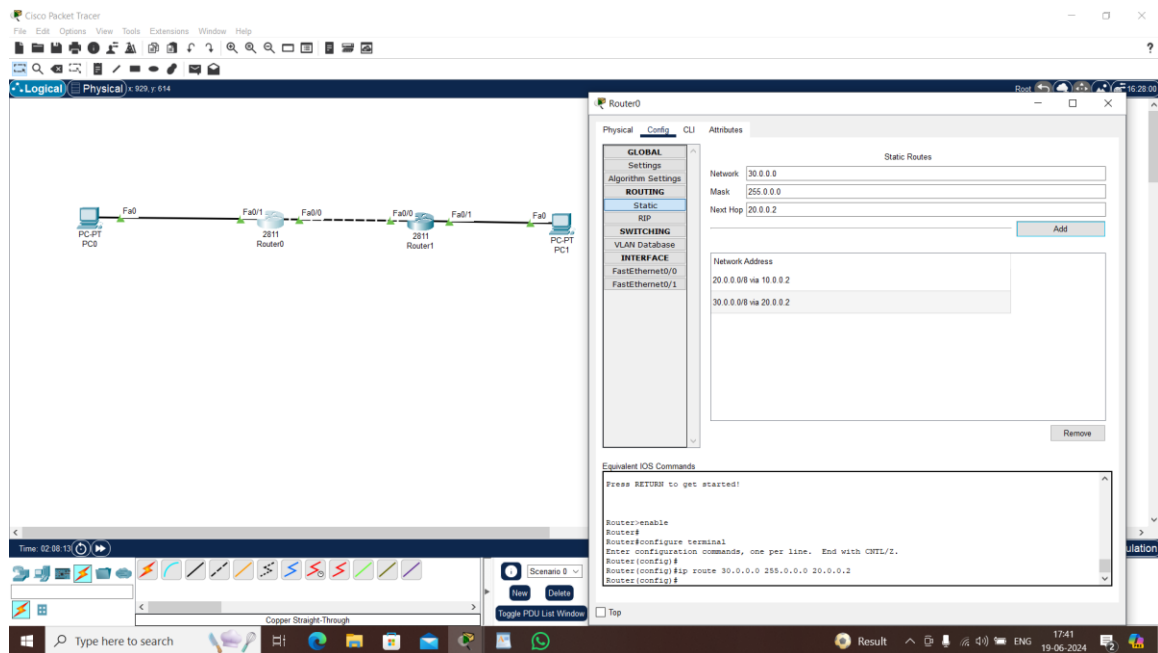 Cisco Packet Tracer
File Edit Options View Tools Extensions Window Help
?
Logical Physical x: 929, y: 614
Root 16:28:00
Fa0
PC-PT
PC0
Fa0/1 Fa0/0
2811
Router0
Fa0/0 Fa0/1
2811
Router1
Fa0
PC-PT
PC1
Router0
Physical Config CLI Attributes
GLOBAL
Settings
Algorithm Settings
ROUTING
Static
RIP
SWITCHING
VLAN Database
INTERFACE
FastEthernet0/0
FastEthernet0/1
Static Routes
Network 30.0.0.0
Mask 255.0.0.0
Next Hop 20.0.0.2
Add
Network Address
20.0.0.0/8 via 10.0.0.2
30.0.0.0/8 via 20.0.0.2
Remove
Equivalent IOS Commands
Press RETURN to get started!
Router>enable
Router#
Router#configure terminal
Enter configuration commands, one per line. End with CNTL/Z.
Router(config)#
Router(config)#ip route 30.0.0.0 255.0.0.0 20.0.0.2
Router(config)#
Top
Time: 02:08:13
ulation
Scenario 0
New Delete
Toggle PDU List Window
Copper Straight-Through
Type here to search
Result
ENG
17:41
19-06-2024
2